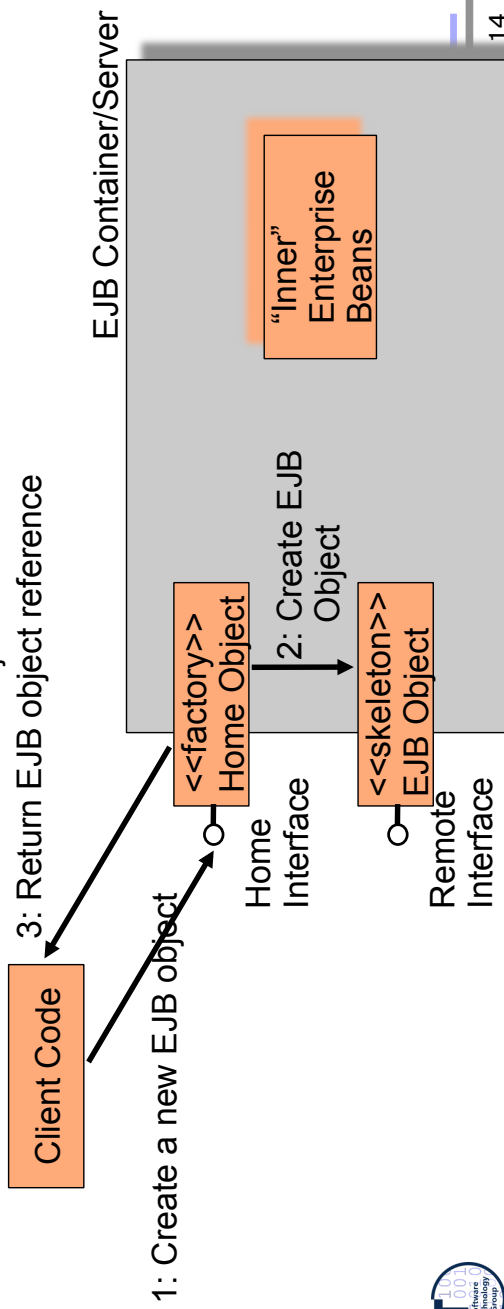 3: Return EJB object reference
EJB Container/Server
Client Code
1: Create a new EJB object
<<factory>>
Home Object
Home
Interface
2: Create EJB
Object
"Inner"
Enterprise
Beans
<<skeleton>>
EJB Object
Remote
Interface
14